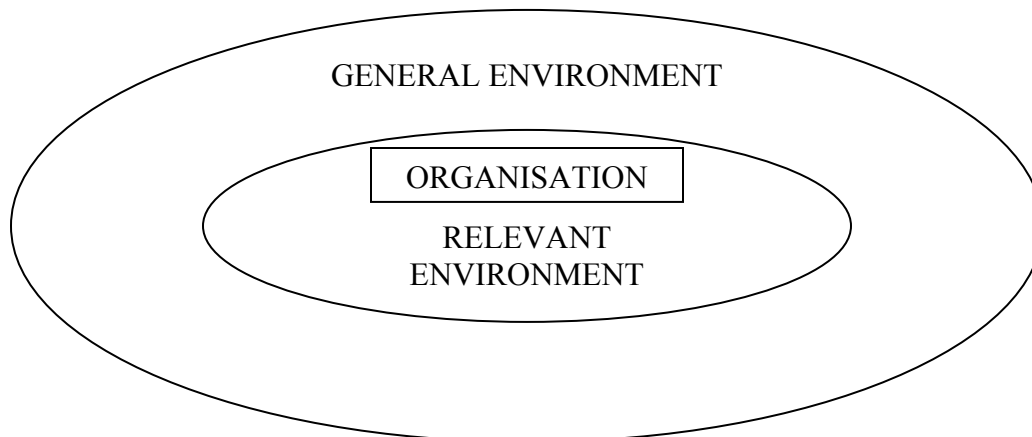 GENERAL ENVIRONMENT
ORGANISATION
RELEVANT
ENVIRONMENT